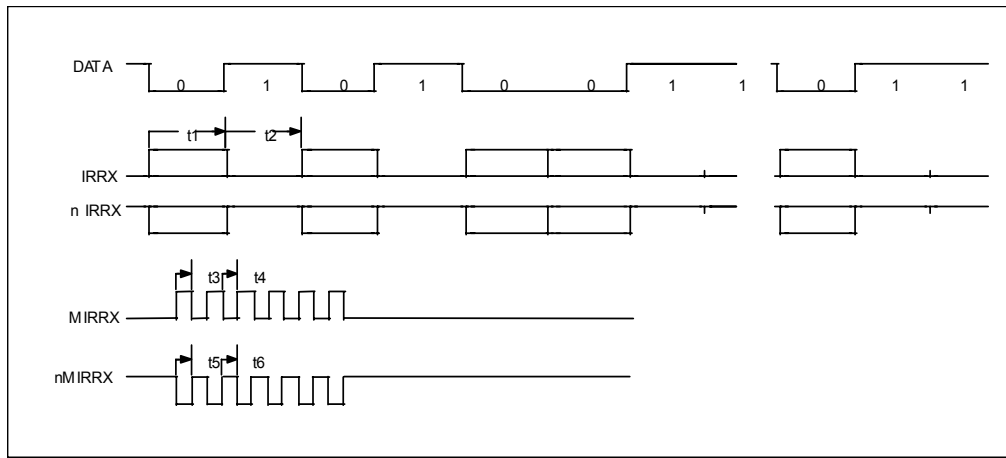 DATA
0 1 0 1 0 0 1 1 0 1 1
t1 t2
IRRX
n IRRX
t3 t4
MIRRX
t5 t6
nMIRRX